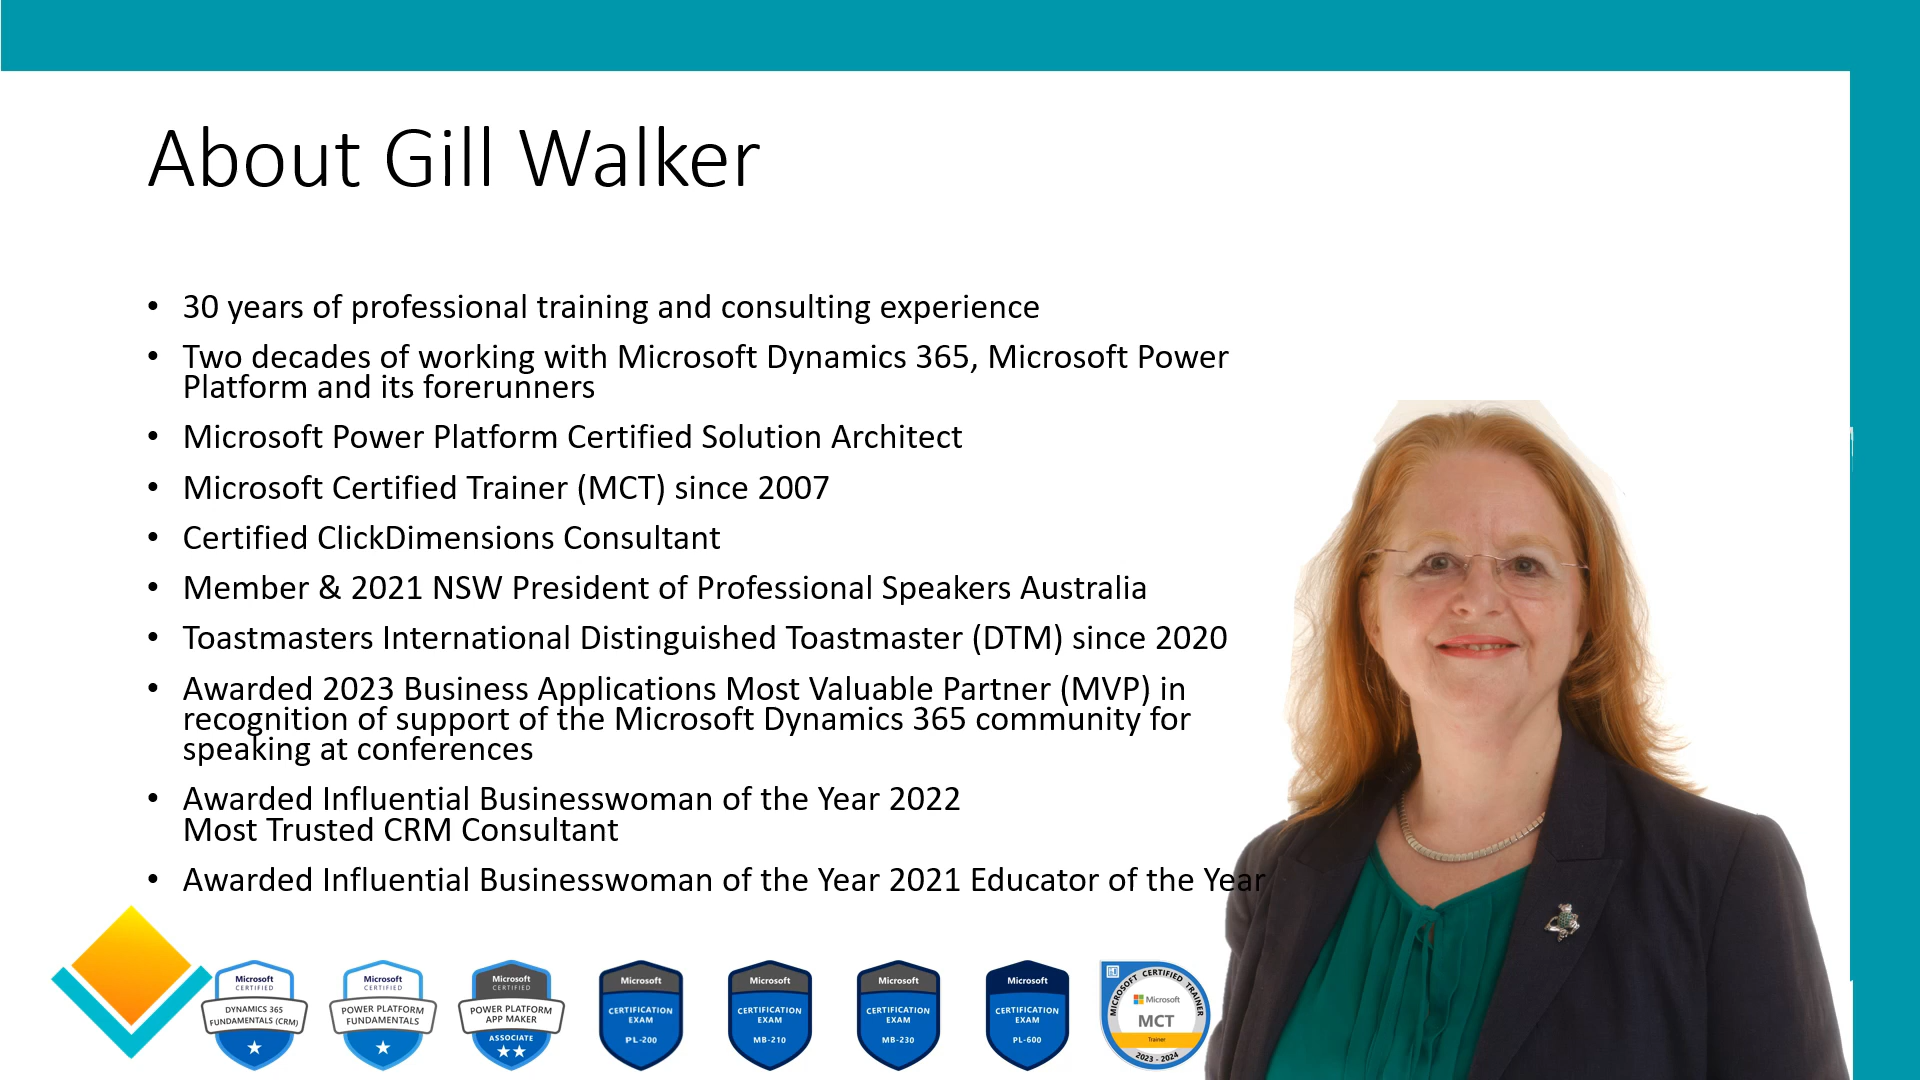 About Gill Walker
• 30 years of professional training and consulting experience
• Two decades of working with Microsoft Dynamics 365, Microsoft Power
Platform and its forerunners
• Microsoft Power Platform Certified Solution Architect
• Microsoft Certified Trainer (MCT) since 2007
• Certified ClickDimensions Consultant
• Member & 2021 NSW President of Professional Speakers Australia
• Toastmasters International Distinguished Toastmaster (DTM) since 2020
• Awarded 2023 Business Applications Most Valuable Partner (MVP) in
recognition of support of the Microsoft Dynamics 365 community for
speaking at conferences
• Awarded Influential Businesswoman of the Year 2022
Most Trusted CRM Consultant
• Awarded Influential Businesswoman of the Year 2021 Educator of the Year
Microsoft
CERTIFIED
DYNAMICS 365
FUNDAMENTALS (CRM)
Microsoft
CERTIFIED
POWER PLATFORM
FUNDAMENTALS
Microsoft
CERTIFIED
POWER PLATFORM
APP MAKER
ASSOCIATE
Microsoft
CERTIFICATION
EXAM
PL-200
Microsoft
CERTIFICATION
EXAM
MB-210
Microsoft
CERTIFICATION
EXAM
MB-230
Microsoft
CERTIFICATION
EXAM
PL-600
MICROSOFT CERTIFIED TRAINER
Microsoft
MCT
Trainer
2023 - 2024